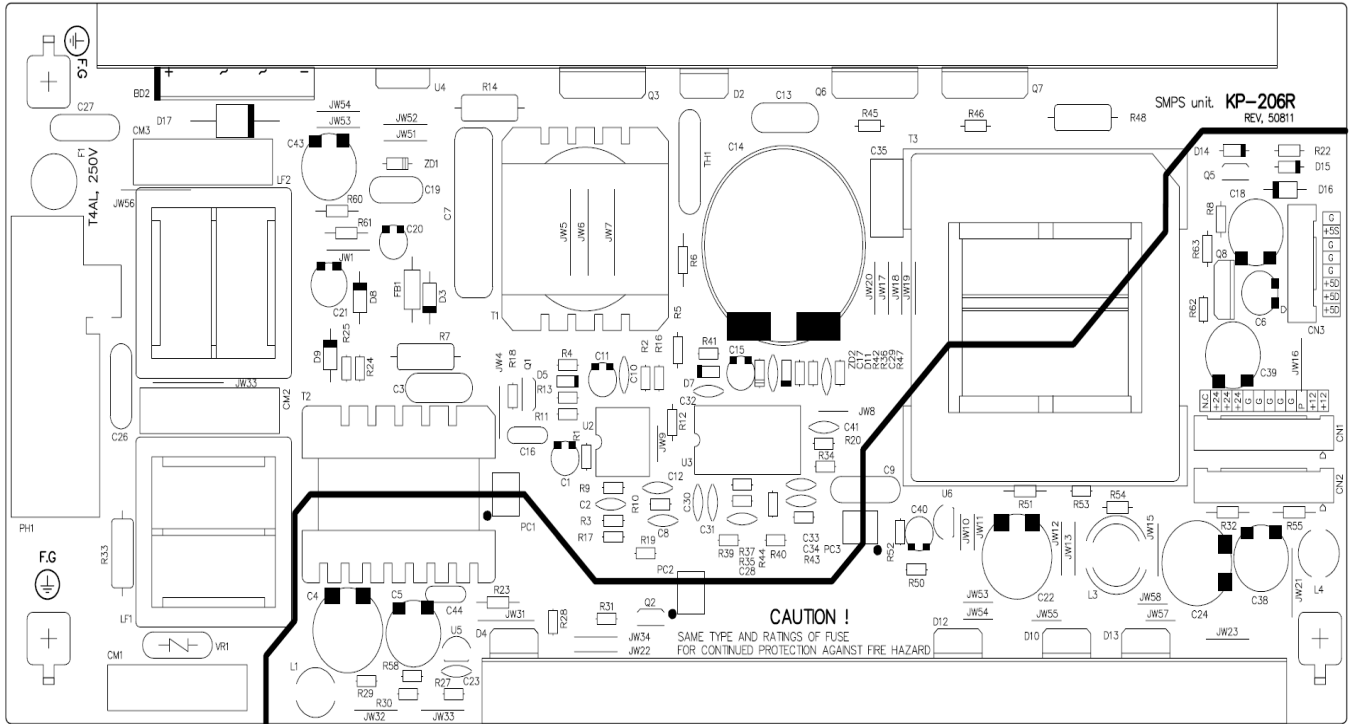 F.G
BD2
+ ~ ~ −
U4
R14
Q3
D2
C13
Q6
Q7
R45
R46
R48
SMPS unit. KP-206R
REV, 50811
C27
D17
CM3
JW54
JW53
JW52
JW51
C43
ZD1
C19
F1
T4AL, 250V
LF2
JW56
R60
R61
C20
JW1
C21
D8
FB1
D3
C7
JW5
JW6
JW7
T1
TH1
R6
R5
C14
C35
T3
JW20
JW17
JW18
JW19
D14
R22
D15
Q5
D16
C18
R8
R63
Q8
R62
C6
D
CN3
G
+5S
G
G
G
+5D
+5D
+5D
C39
JW16
N.C
+24
+24
+24
G
G
G
G
G
P
+12
+12
CN1
CN2
D9
R25
R24
R7
C3
JW33
CM2
C26
T2
JW4
R18
Q1
R4
D5
R13
R11
C11
C10
R2
R16
R41
D7
C32
C15
ZD2
C17
D11
R42
R36
C29
R47
JW8
C41
R20
R34
C9
R12
JW9
U2
R1
C16
C1
U3
R9
C2
R3
R17
R10
C12
C8
R19
C30
C31
R39
R37
R35
C28
R44
R40
C33
C34
R43
PC1
PC2
PC3
R52
C40
U6
R50
JW10
JW11
R51
R53
R54
JW12
JW13
JW15
C22
L3
C24
R32
R55
C38
JW21
L4
JW53
JW54
JW55
JW58
JW57
JW23
D12
D10
D13
PH1
R33
F.G
LF1
VR1
CM1
L1
C4
C5
C44
U5
C23
R58
R29
R30
R27
JW32
JW33
R23
JW31
D4
R28
R31
Q2
JW34
JW22
CAUTION !
SAME TYPE AND RATINGS OF FUSE
FOR CONTINUED PROTECTION AGAINST FIRE HAZARD